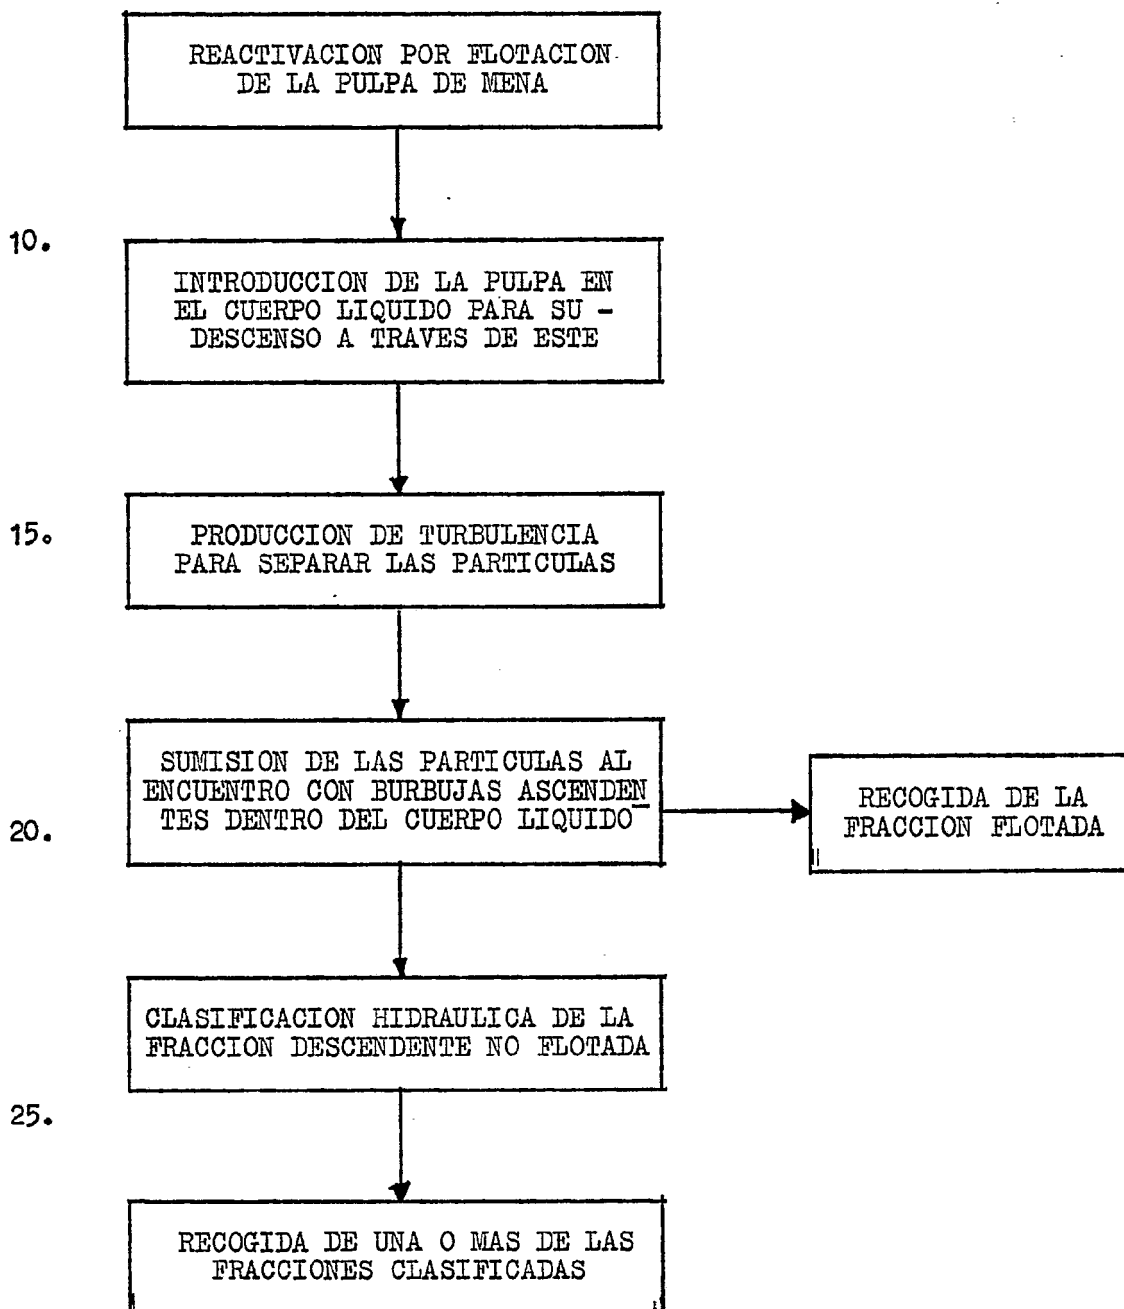 REACTIVACION POR FLOTACION
DE LA PULPA DE MENA
10.
INTRODUCCION DE LA PULPA EN
EL CUERPO LIQUIDO PARA SU -
DESCENSO A TRAVES DE ESTE
15.
PRODUCCION DE TURBULENCIA
PARA SEPARAR LAS PARTICULAS
SUMISION DE LAS PARTICULAS AL
ENCUENTRO CON BURBUJAS ASCENDEN
TES DENTRO DEL CUERPO LIQUIDO
20.
RECOGIDA DE LA
FRACCION FLOTADA
CLASIFICACION HIDRAULICA DE LA
FRACCION DESCENDENTE NO FLOTADA
25.
RECOGIDA DE UNA O MAS DE LAS
FRACCIONES CLASIFICADAS